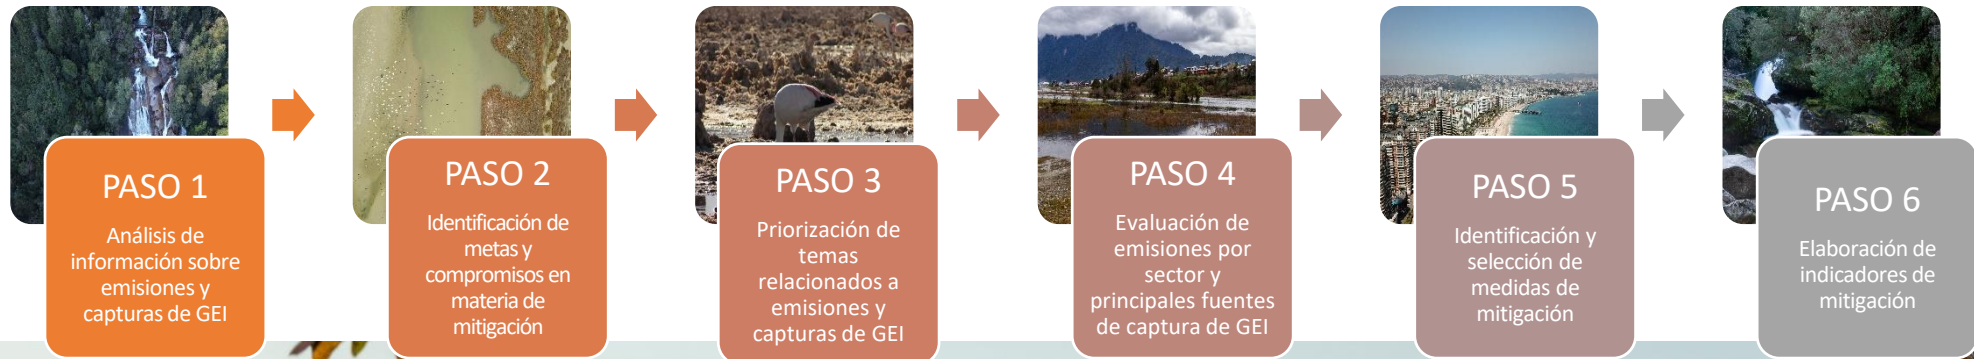 PASO 1
Análisis de
información sobre
emisiones y
capturas de GEI
PASO 2
Identificación de
metas y
compromisos en
materia de
mitigación
PASO 3
Priorización de
temas
relacionados a
emisiones y
capturas de GEI
PASO 4
Evaluación de
emisiones por
sector y
principales fuentes
de captura de GEI
PASO 5
Identificación y
selección de
medidas de
mitigación
PASO 6
Elaboración de
indicadores de
mitigación